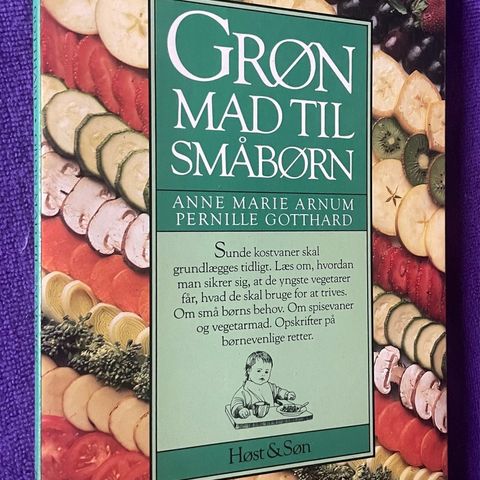 GRØN
MAD TIL
SMÅBØRN
ANNE MARIE ARNUM
PERNILLE GOTTHARD
Sunde kostvaner skal
grundlægges tidligt. Læs om, hvordan
man sikrer sig, at de yngste vegetarer
får, hvad de skal bruge for at trives.
Om små børns behov. Om spisevaner
og vegetarmad. Opskrifter på
børnevenlige retter.
Høst & Søn